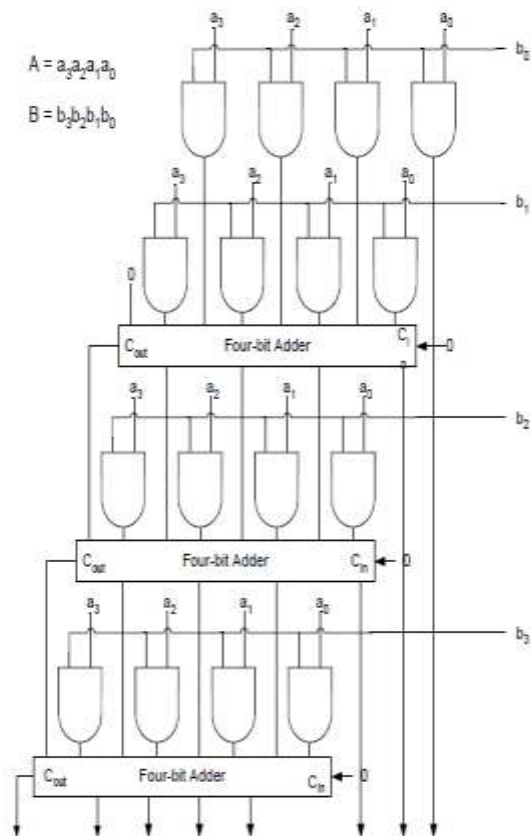 a3 a2 a1 a0
b0
A = a3a2a1a0
B = b3b2b1b0
a3 a2 a1 a0
b1
0
Cout Four-bit Adder Ci 0
n
a3 a2 a1 a0
b2
Cout Four-bit Adder Cin 0
a3 a2 a1 a0
b3
Cout Four-bit Adder Cin 0